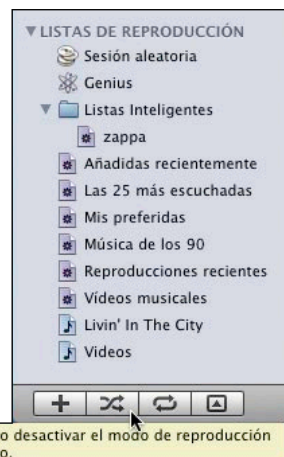 LISTAS DE REPRODUCCIÓN
Sesión aleatoria
Genius
Listas Inteligentes
zappa
Añadidas recientemente
Las 25 más escuchadas
Mis preferidas
Música de los 90
Reproducciones recientes
Vídeos musicales
Livin' In The City
Videos
o desactivar el modo de reproducción
o.